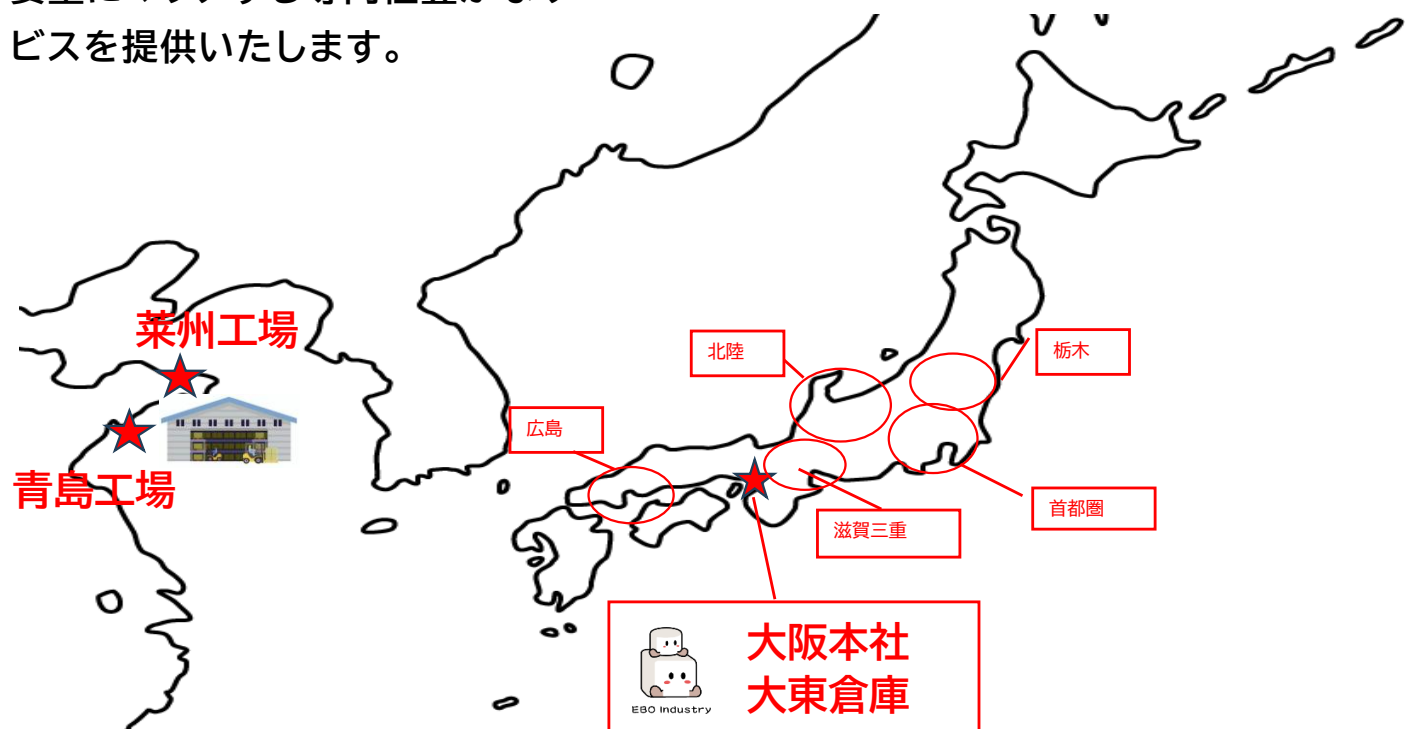 ビスを提供いたします。
莱州工場
青島工場
北陸
栃木
広島
首都圏
滋賀三重
大阪本社
大東倉庫
EBO Industry